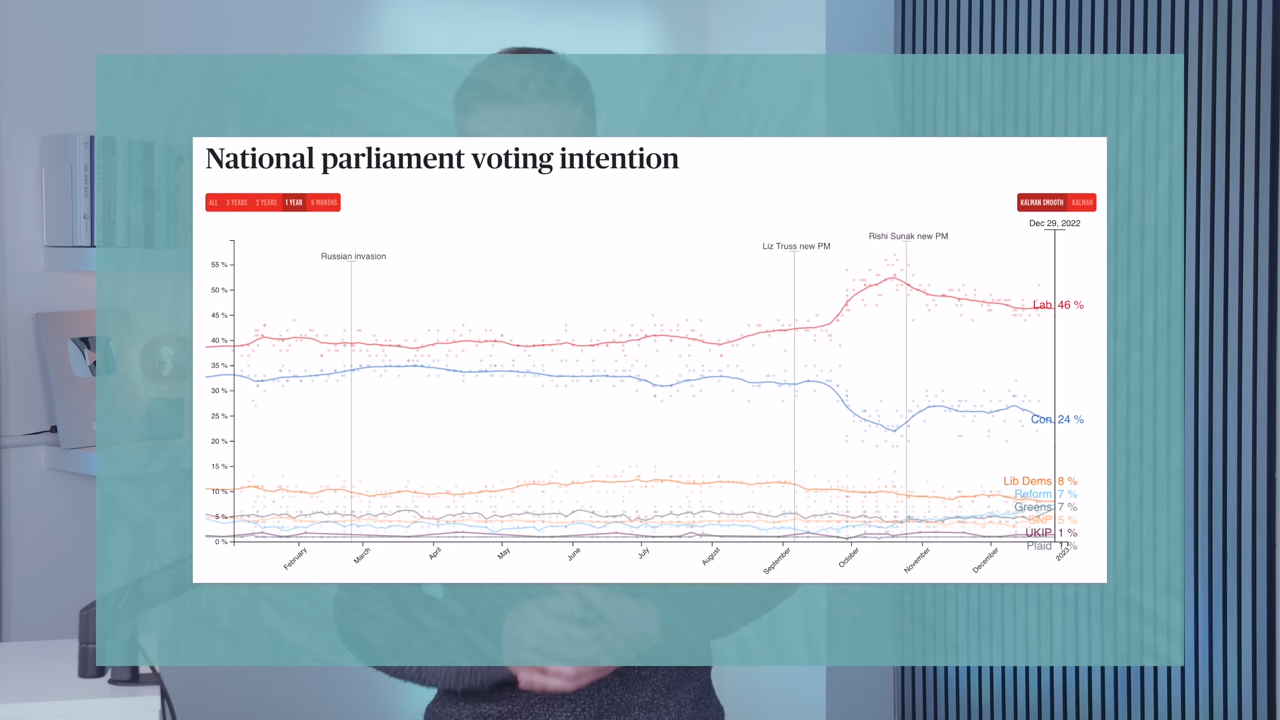 National parliament voting intention
ALL 3 YEARS 2 YEARS 1 YEAR 6 MONTHS
KALMAN SMOOTH KALMAN
Dec 29, 2022
Rishi Sunak new PM
Liz Truss new PM
Russian invasion
55 %
50 %
45 %
Lab 46 %
40 %
35 %
30 %
25 %
Con 24 %
20 %
15 %
Lib Dems 8 %
10 %
Reform 7 %
Greens 7 %
5 %
SNP 5 %
UKIP 1 %
0 %
Plaid
February March April May June July August September October November December